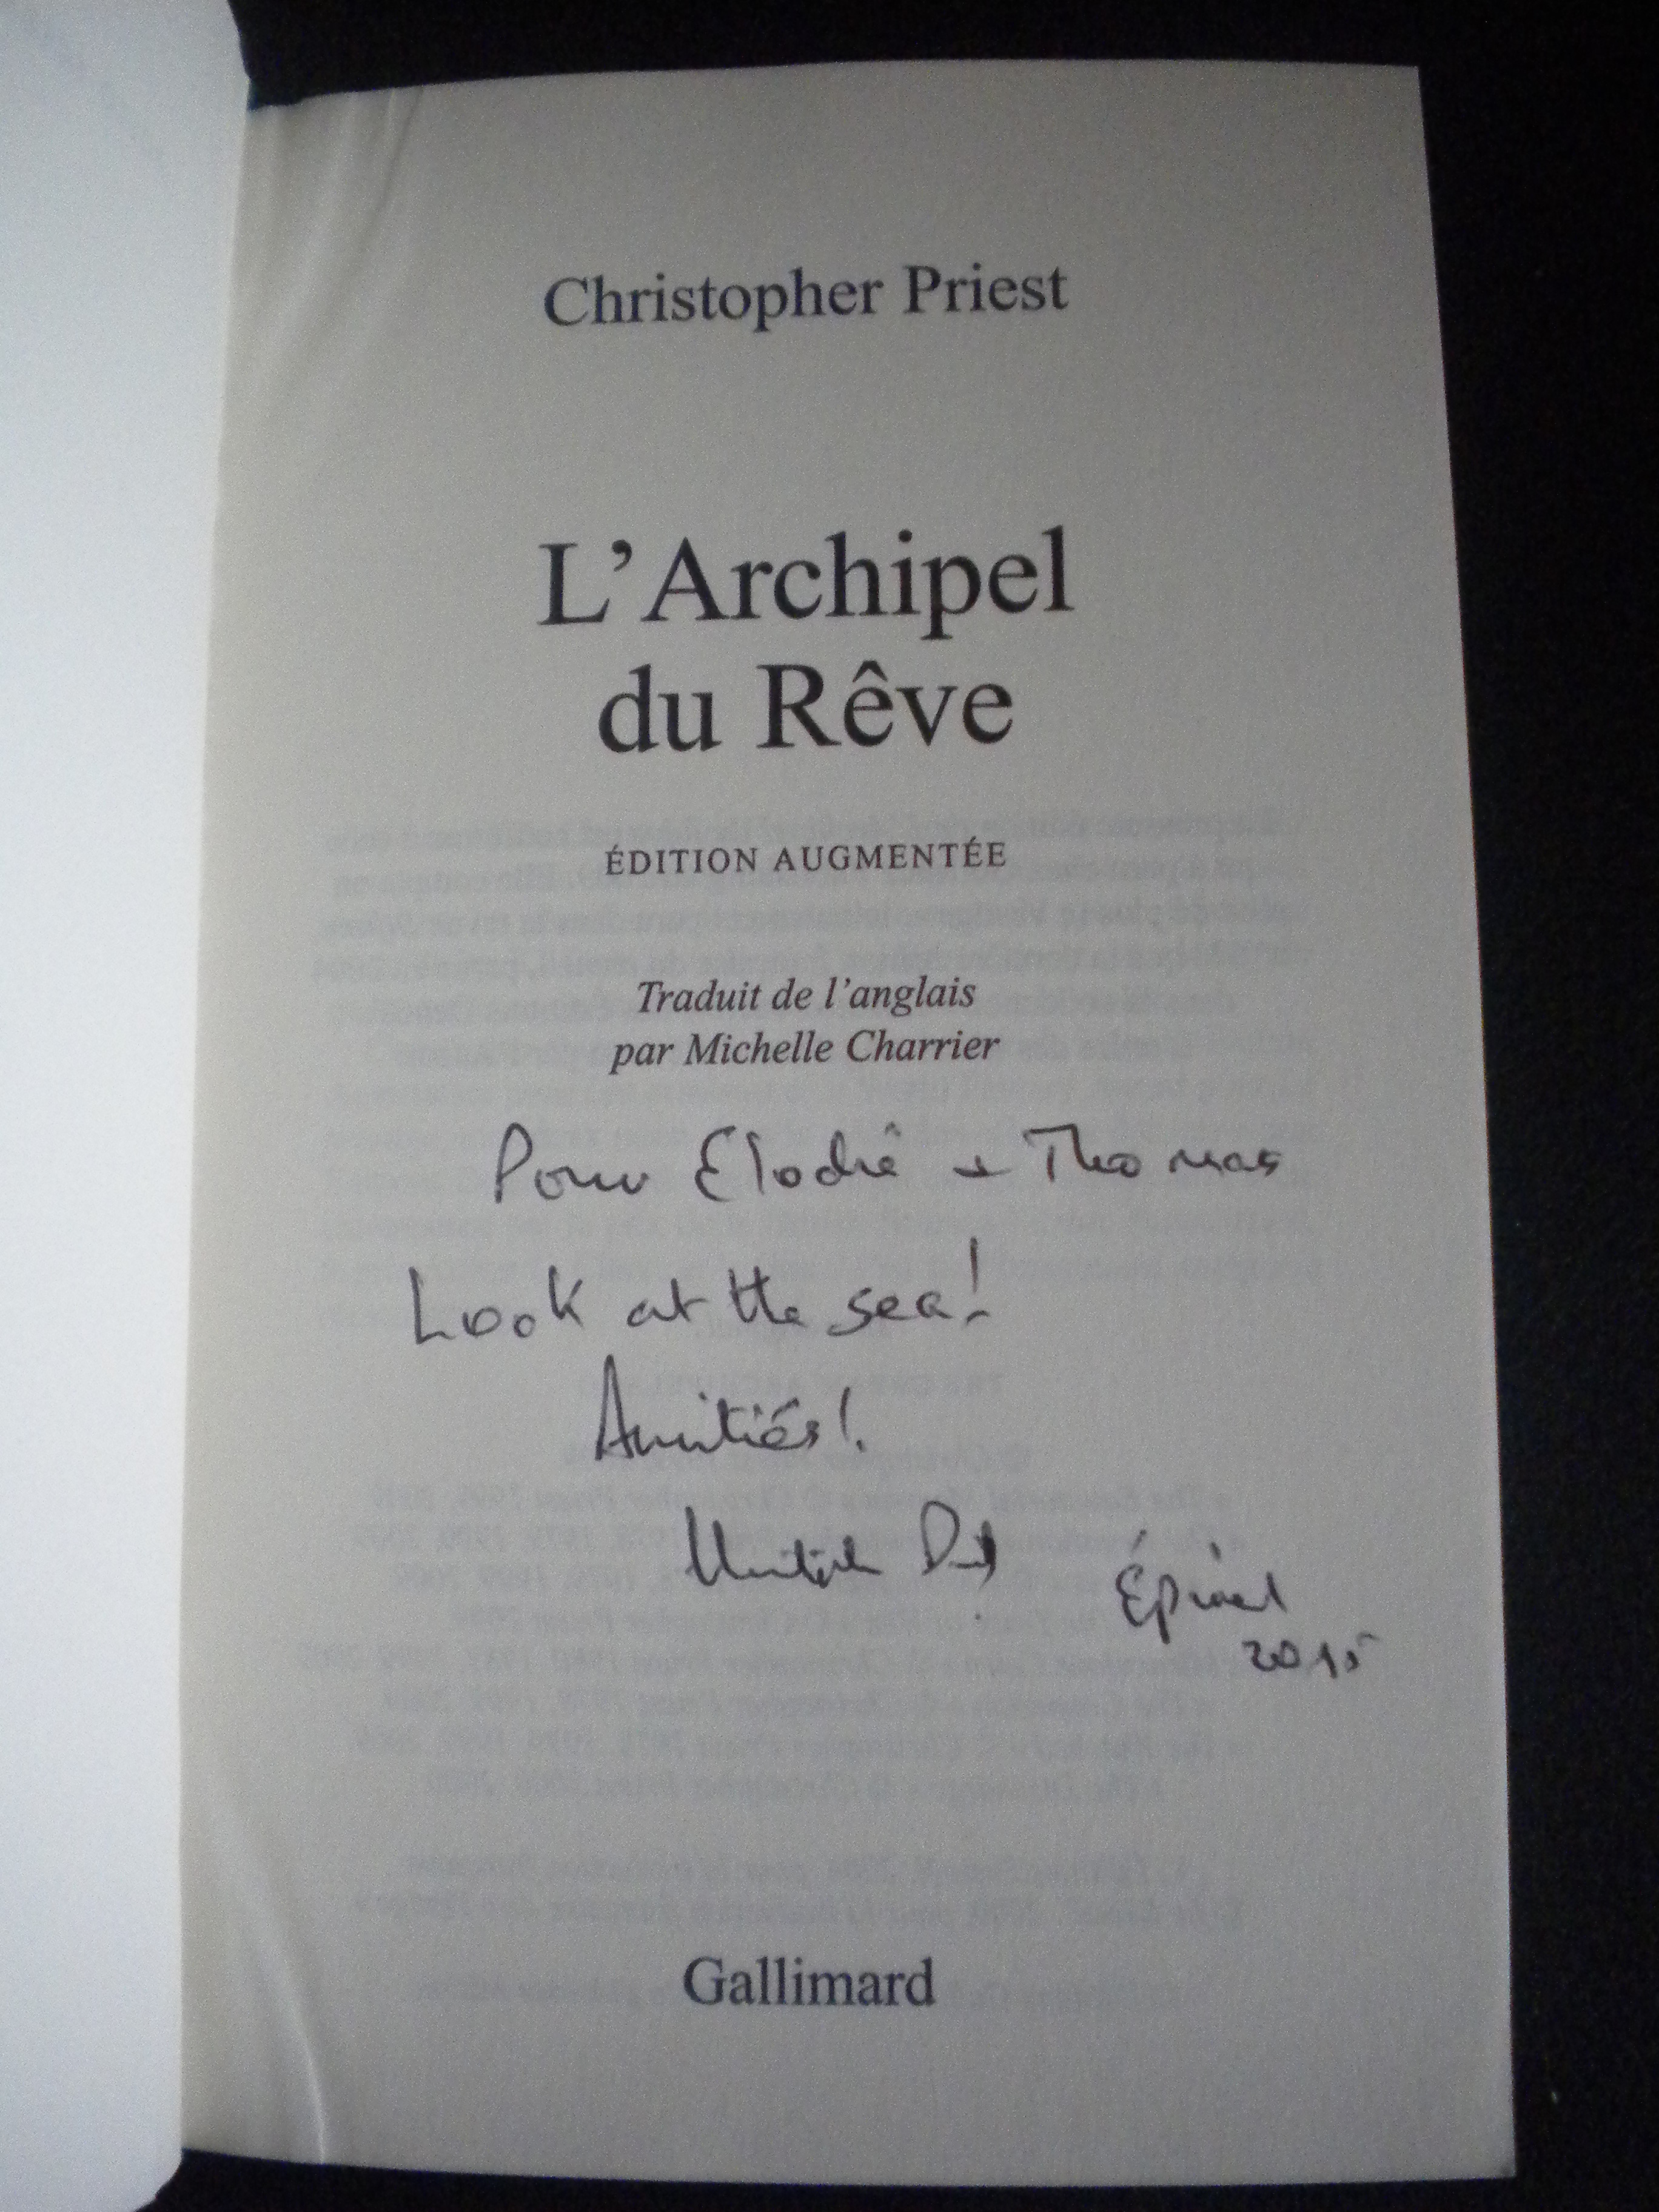 Christopher Priest
L’Archipel
du Rêve
ÉDITION AUGMENTÉE
Traduit de l’anglais
par Michelle Charrier
Pour Elodie + Thomas
Look at the sea!
Amitiés!
Épinal
2015
Gallimard